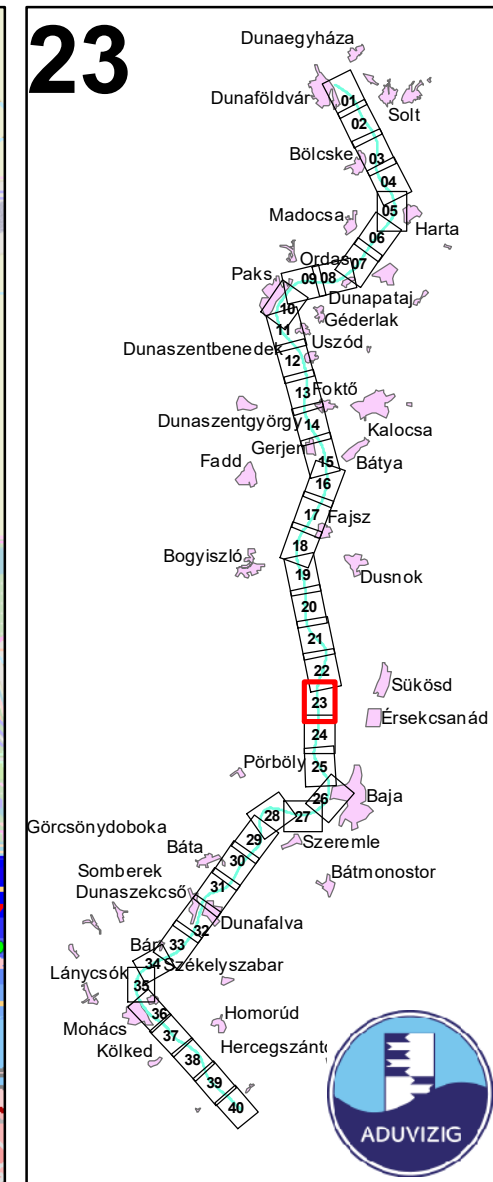 23
Dunaegyháza
Dunaföldvár
01
Solt
02
Bölcske
03
04
05
Madocsa
Harta
06
Ordas
07
Paks
09
08
Dunapataj
10
Géderlak
11
Uszód
Dunaszentbenedek
12
Foktő
13
Dunaszentgyörgy
14
Kalocsa
Gerjen
Bátya
Fadd
15
16
17
Fajsz
18
Bogyiszló
19
Dusnok
20
21
22
Sükösd
23
Érsekcsanád
24
Pörböly
25
26
Baja
28
27
Görcsönydoboka
29
Szeremle
Báta
30
Bátmonostor
Somberek
31
Dunaszekcső
Dunafalva
32
Bár
33
34
Székelyszabar
Lánycsók
35
36
Homorúd
Mohács
37
Kölked
38
Hercegszántó
39
40
ADUVIZIG